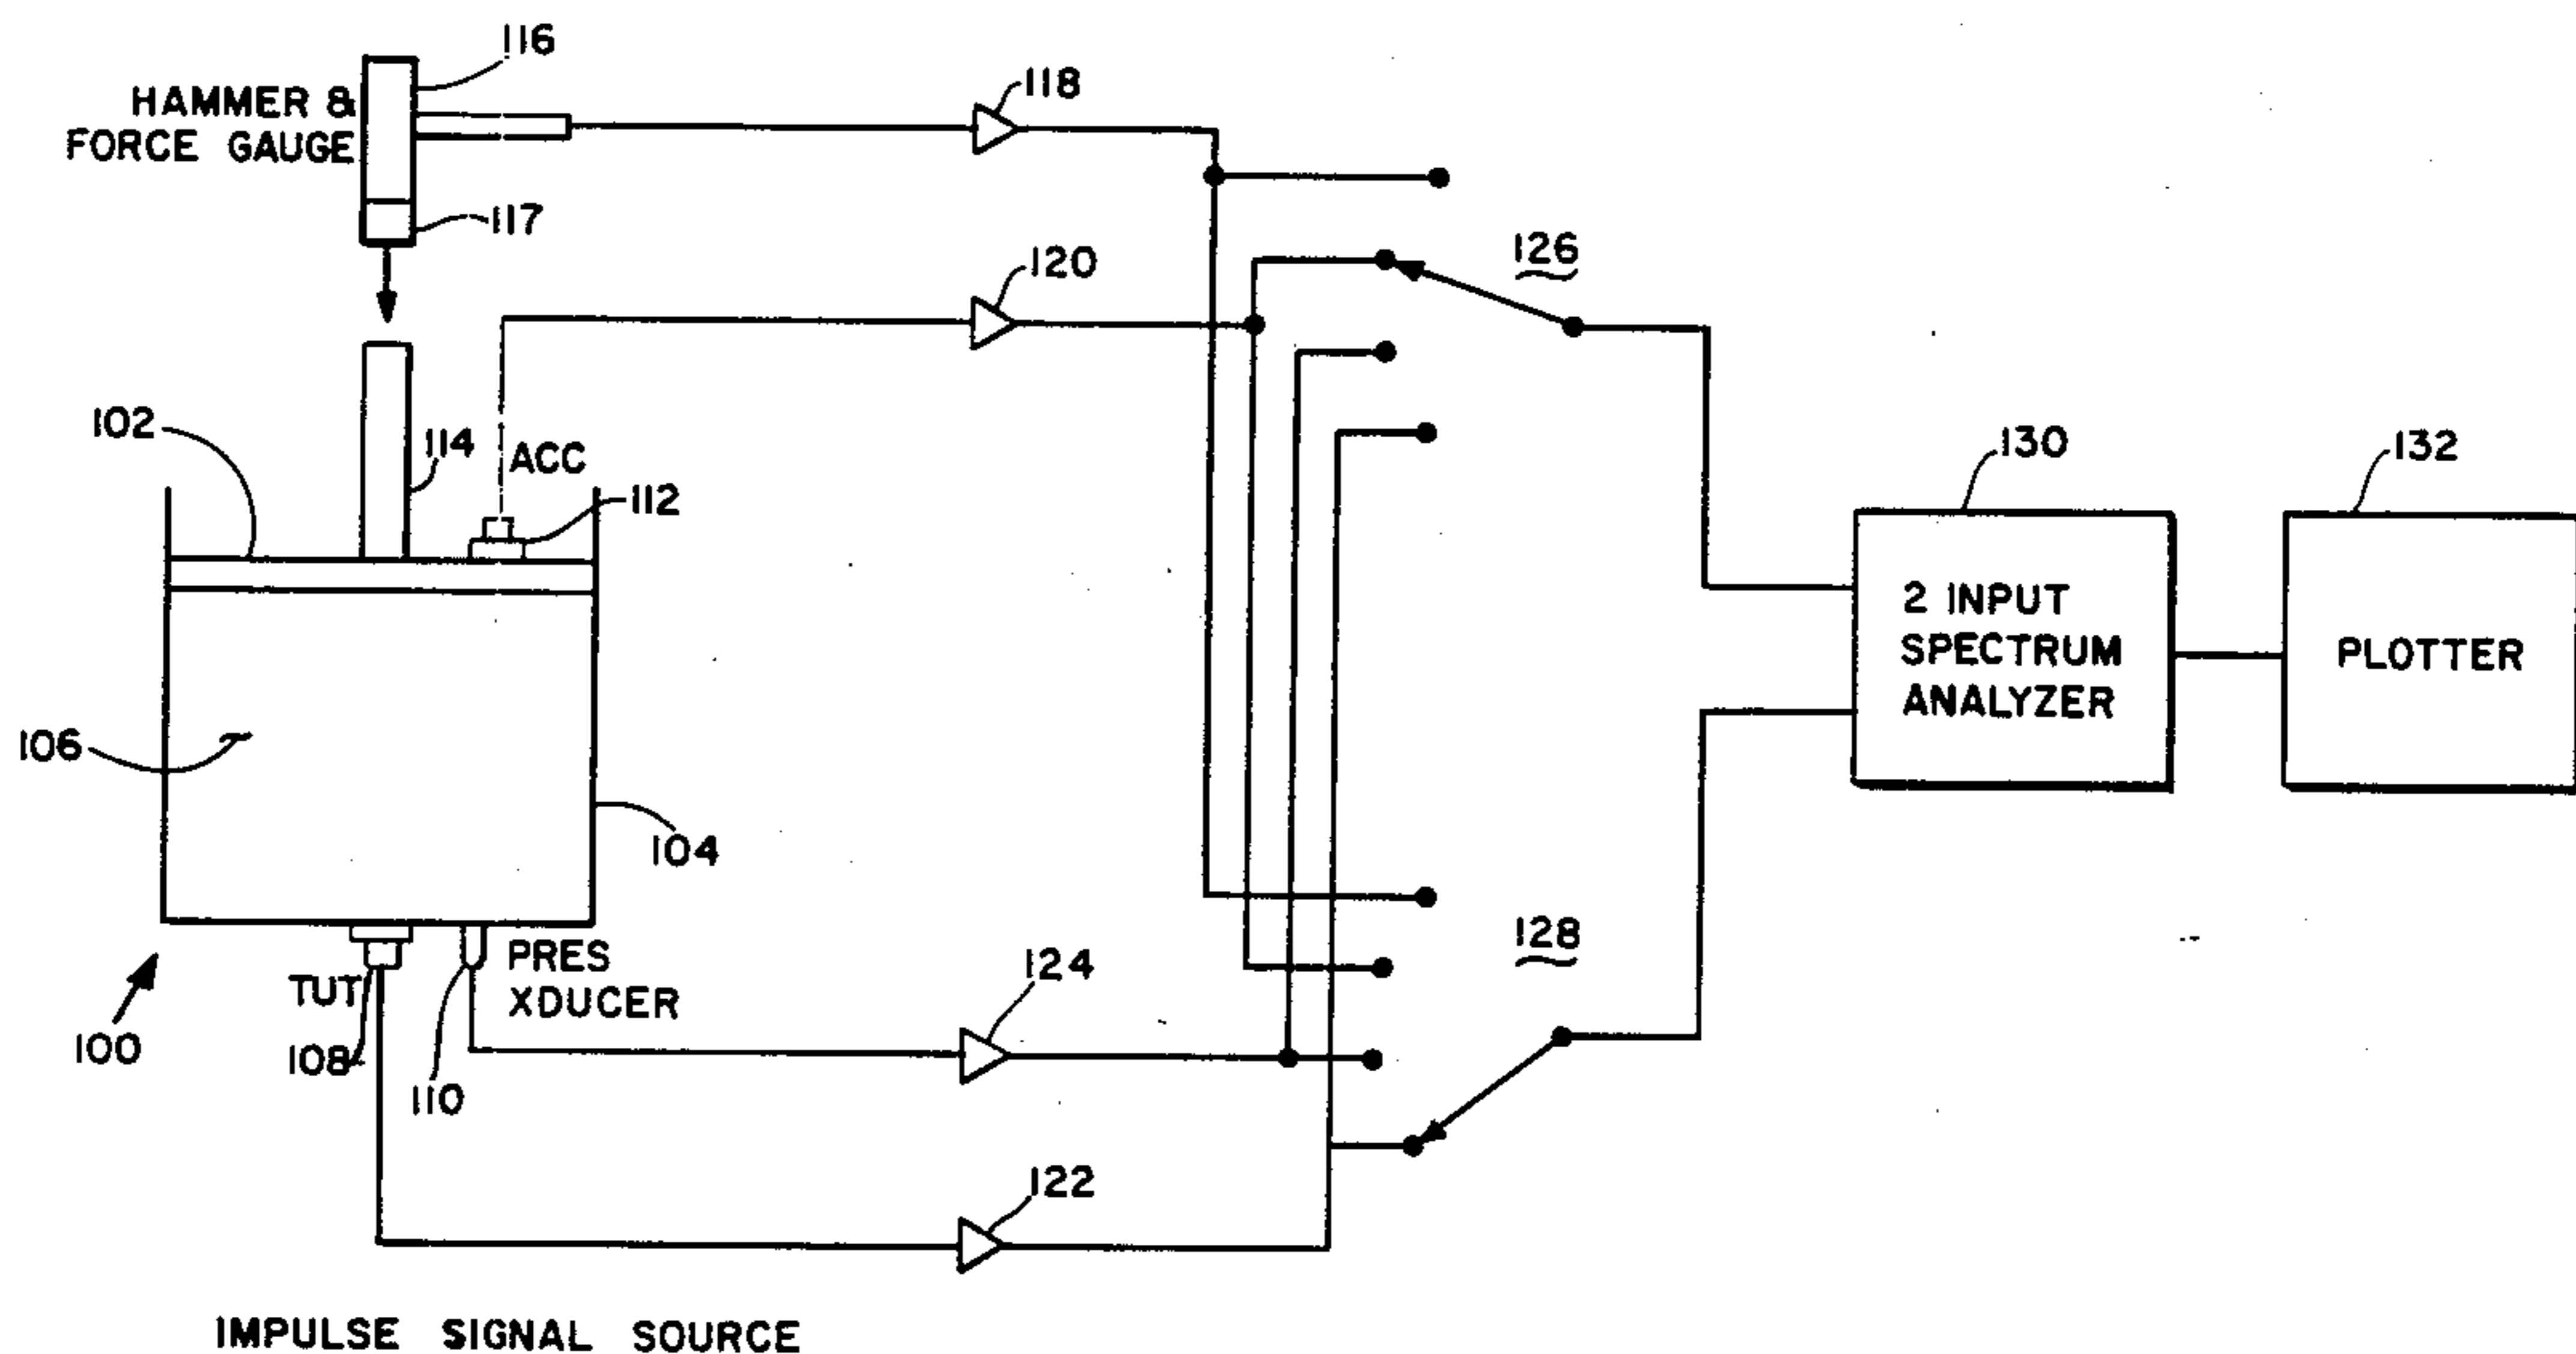 116
HAMMER &
FORCE GAUGE
117
118
120
126
102
114
ACC
112
130
132
2 INPUT
SPECTRUM
ANALYZER
PLOTTER
106
104
100
TUT
108
PRES
XDUCER
110
124
128
122
IMPULSE SIGNAL SOURCE